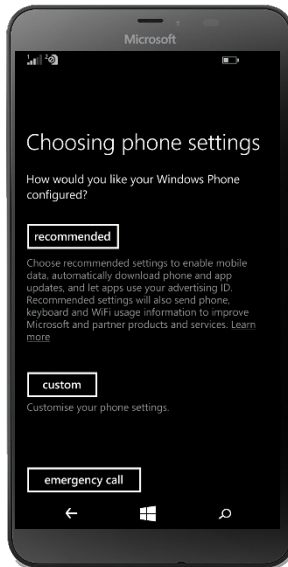 Microsoft
Choosing phone settings
How would you like your Windows Phone
configured?
recommended
Choose recommended settings to enable mobile
data, automatically download phone and app
updates, and let apps use your advertising ID.
Recommended settings will also send phone,
keyboard and WiFi usage information to improve
Microsoft and partner products and services. Learn
more
custom
Customise your phone settings.
emergency call